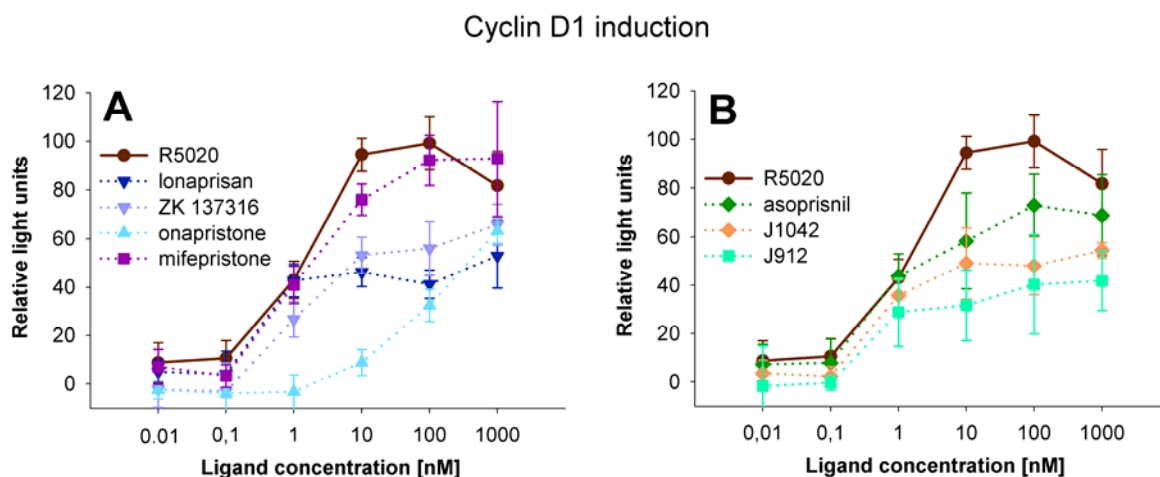 Cyclin D1 induction
A
Relative light units
120
100
80
60
40
20
0
R5020
lonaprisan
ZK 137316
onapristone
mifepristone
0.01 0,1 1 10 100 1000
Ligand concentration [nM]
B
Relative light units
120
100
80
60
40
20
0
R5020
asoprisnil
J1042
J912
0,01 0,1 1 10 100 1000
Ligand concentration [nM]